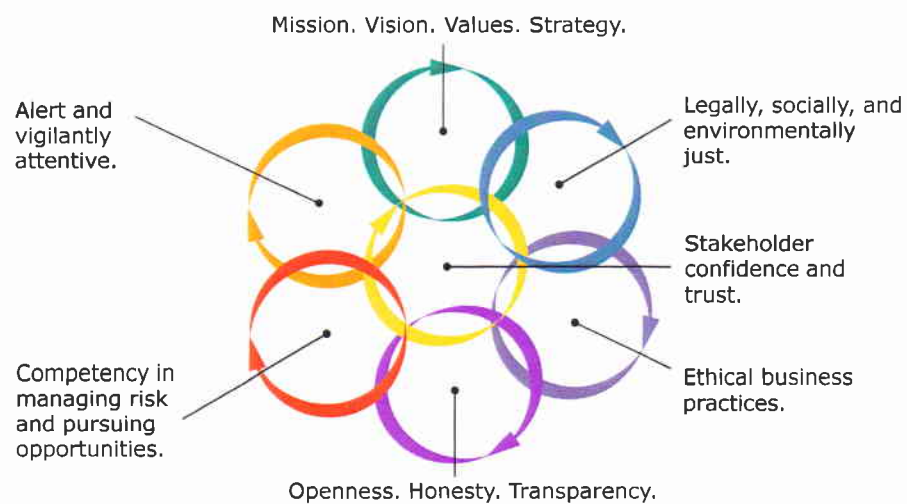 Mission. Vision. Values. Strategy.
Alert and
vigilantly
attentive.
Legally, socially, and
environmentally
just.
Stakeholder
confidence and
trust.
Competency in
managing risk
and pursuing
opportunities.
Ethical business
practices.
Openness. Honesty. Transparency.